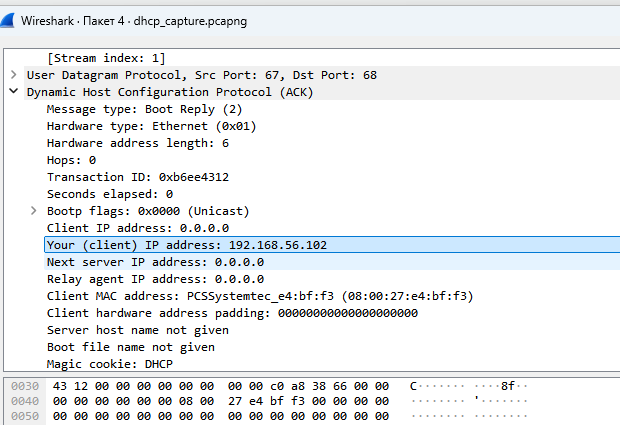 Wireshark · Пакет 4 · dhcp_capture.pcapng
[Stream index: 1]
User Datagram Protocol, Src Port: 67, Dst Port: 68
Dynamic Host Configuration Protocol (ACK)
Message type: Boot Reply (2)
Hardware type: Ethernet (0x01)
Hardware address length: 6
Hops: 0
Transaction ID: 0xb6ee4312
Seconds elapsed: 0
Bootp flags: 0x0000 (Unicast)
Client IP address: 0.0.0.0
Your (client) IP address: 192.168.56.102
Next server IP address: 0.0.0.0
Relay agent IP address: 0.0.0.0
Client MAC address: PCSSystemtec_e4:bf:f3 (08:00:27:e4:bf:f3)
Client hardware address padding: 00000000000000000000
Server host name not given
Boot file name not given
Magic cookie: DHCP
0030 43 12 00 00 00 00 00 00 00 00 c0 a8 38 66 00 00 C······· ····8f··
0040 00 00 00 00 00 00 08 00 27 e4 bf f3 00 00 00 00 ········ '·······
0050 00 00 00 00 00 00 00 00 00 00 00 00 00 00 00 00 ········ ········